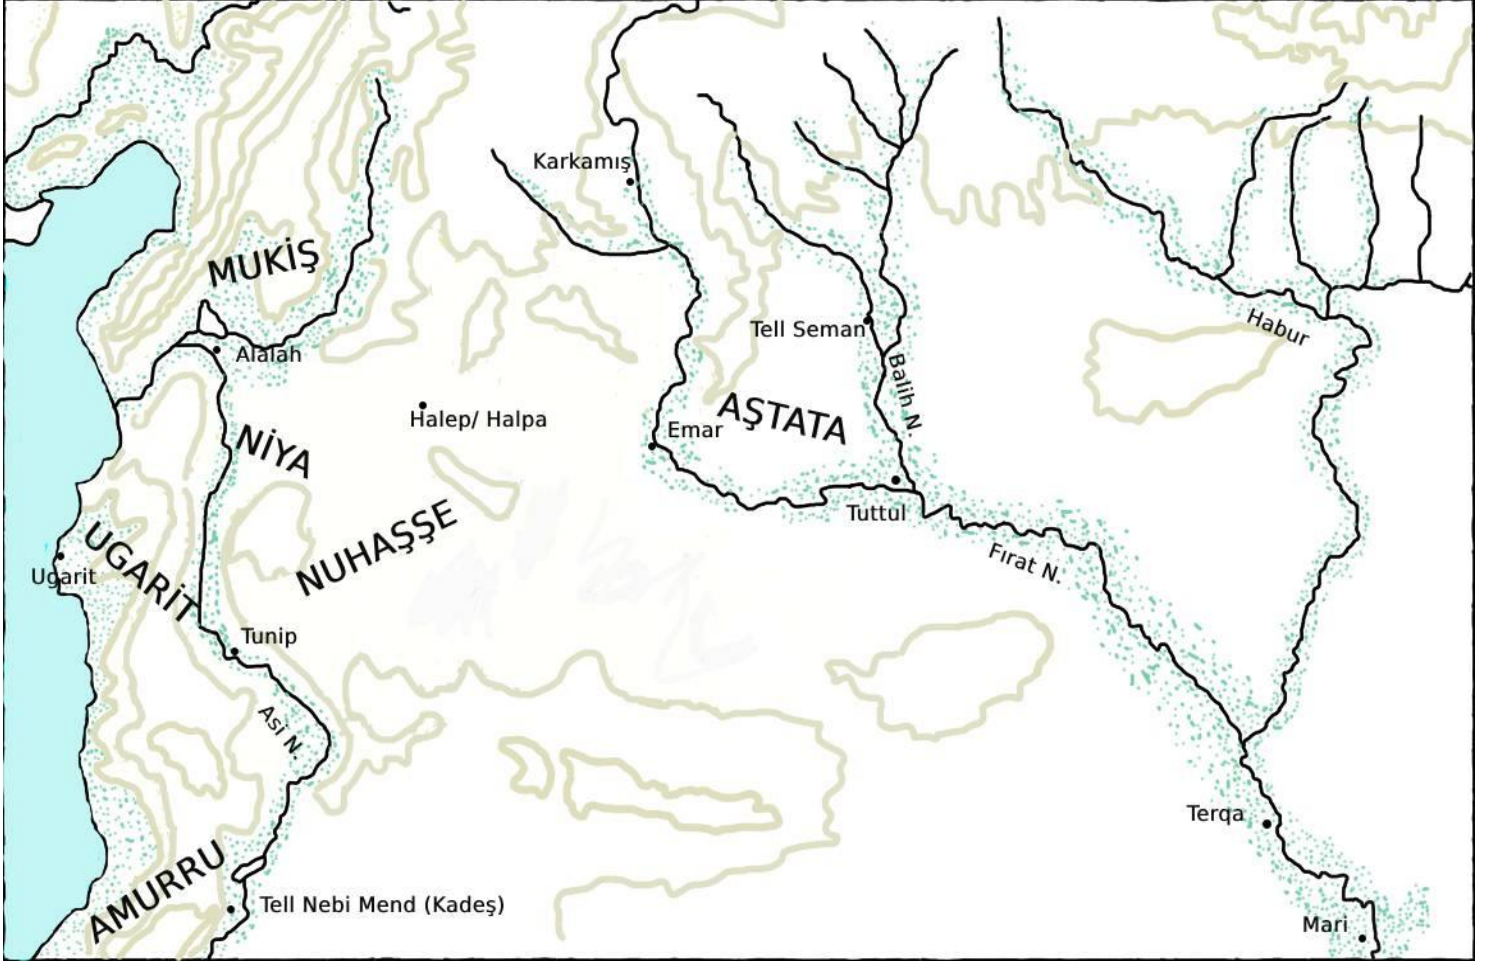 Karkamış
MUKİŞ
Habur
Tell Seman
Alalah
Balih N.
Halep/ Halpa
AŞTATA
Emar
NİYA
Tuttul
NUHAŞŞE
Fırat N.
UGARİT
Ugarit
Tunip
Asi N.
Terqa
AMURRU
Tell Nebi Mend (Kadeş)
Mari